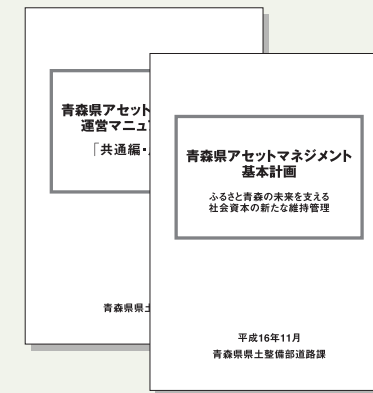 青森県アセット
運営マニュ
「共通編・
青森県県土
青森県アセットマネジメント
基本計画
ふるさと青森の未来を支える
社会資本の新たな維持管理
平成16年11月
青森県県土整備部道路課